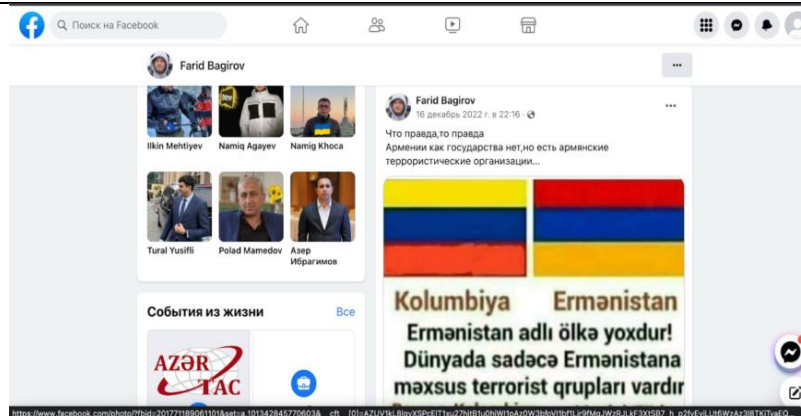 Поиск на Facebook
Farid Bagirov
Ilkin Mehtiyev
Namiq Agayev
Namig Khoca
Tural Yusifli
Polad Mamedov
Азер Ибрагимов
События из жизни
Все
AZƏRTAC
Farid Bagirov
16 декабрь 2022 г. в 22:16
Что правда,то правда
Армении как государства нет,но есть армянские
террористические организации...
Kolumbiya
Ermənistan
Ermənistan adlı ölkə yoxdur!
Dünyada sadəcə Ermənistana
məxsus terrorist qrupları vardır